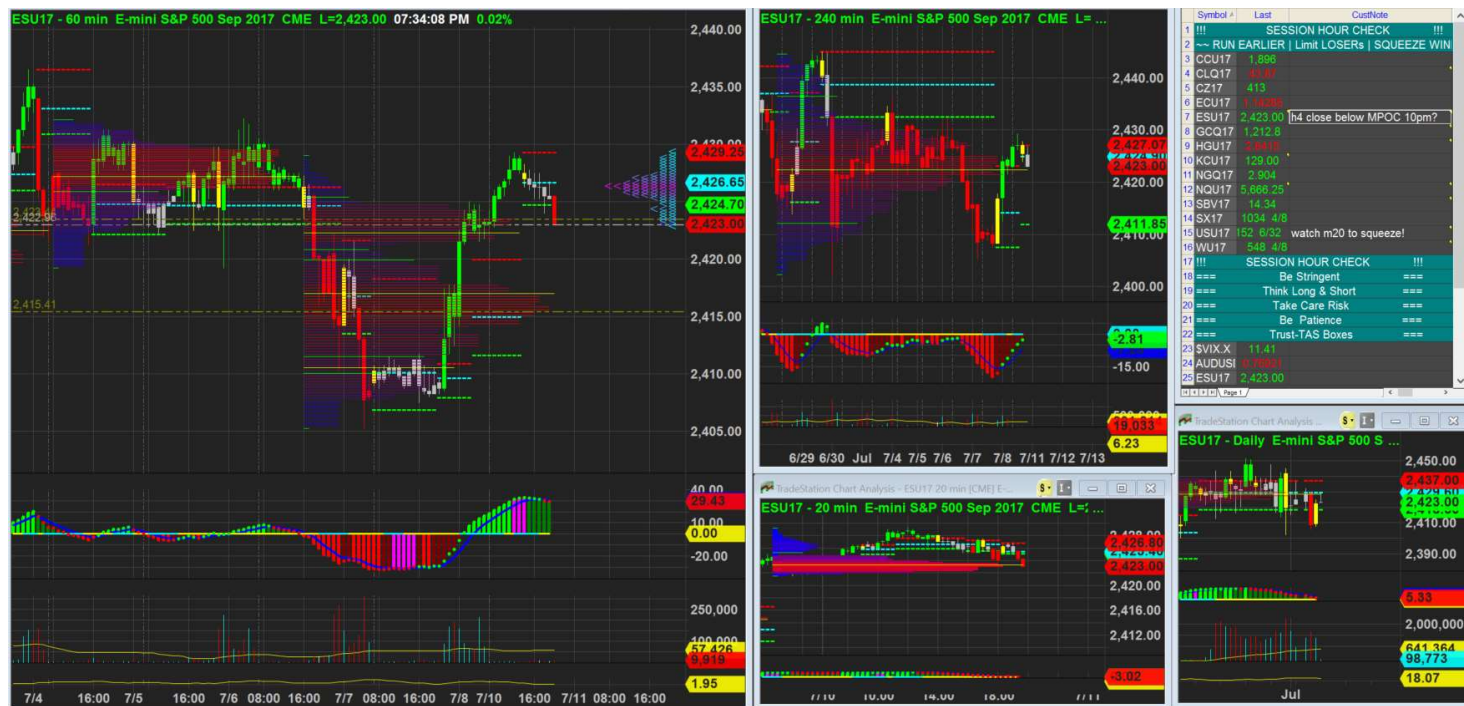 ESU17 - 60 min E-mini S&P 500 Sep 2017 CME L=2,423.00 07:34:08 PM 0.02%
2,440.00
2,435.00
2,429.25
2,426.65
2,424.70
2,423.00
2,420.00
2,415.00
2,410.00
2,405.00
2,415.41
40.00
29.43
10.00
0.00
-20.00
250,000
100,000
57,426
9,919
1.95
7/4 16:00 7/5 16:00 7/6 08:00 16:00 7/7 08:00 16:00 7/8 7/10 16:00 7/11 08:00 16:00
ESU17 - 240 min E-mini S&P 500 Sep 2017 CME L= ...
2,440.00
2,430.00
2,427.07
2,423.00
2,420.00
2,411.85
2,410.00
2,400.00
-2.81
-15.00
19,033
6.23
6/29 6/30 Jul 7/4 7/5 7/6 7/7 7/8 7/11 7/12 7/13
TradeStation Chart Analysis - ESU17 20 min [CME] E-...
ESU17 - 20 min E-mini S&P 500 Sep 2017 CME L=2 ...
2,426.80
2,423.00
2,420.00
2,416.00
2,412.00
-3.02
7/10 10:00 14:00 18:00 7/11
Symbol Last CustNote
1 !!! SESSION HOUR CHECK !!!
2 ~~ RUN EARLIER | Limit LOSERs | SQUEEZE WIN
3 CCU17 1,896
4 CLQ17
5 CZ17 413
6 ECU17
7 ESU17 2,423.00 h4 close below MPOC 10pm?
8 GCQ17 1,212.8
9 HGU17
10 KCU17 129.00
11 NGQ17 2.904
12 NQU17 5,666.25
13 SBV17 14.34
14 SX17 1034 4/8
15 USU17 152 6/32 watch m20 to squeeze!
16 WU17 548 4/8
17 !!! SESSION HOUR CHECK !!!
18 === Be Stringent ===
19 === Think Long & Short ===
20 === Take Care Risk ===
21 === Be Patience ===
22 === Trust-TAS Boxes ===
23 $VIX.X 11.41
24 AUDUSI
25 ESU17 2,423.00
Page 1
TradeStation Chart Analysis ...
ESU17 - Daily E-mini S&P 500 S ...
2,450.00
2,437.00
2,423.00
2,410.00
2,390.00
5.33
2,000,000
641,364
98,773
18.07
Jul